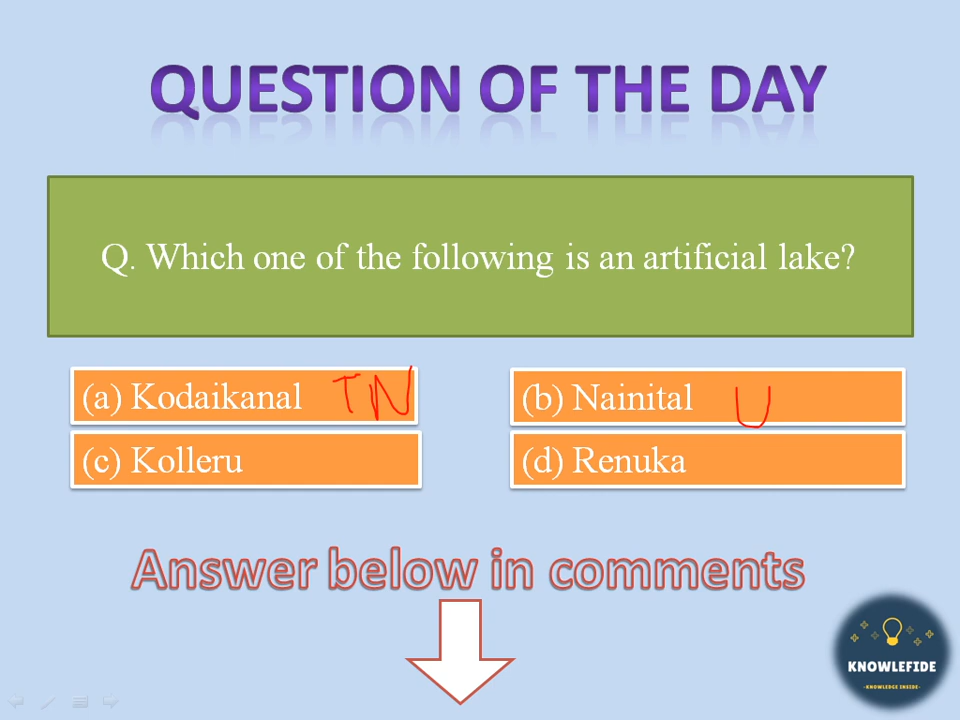 QUESTION OF THE DAY
Q. Which one of the following is an artificial lake?
(a) Kodaikanal TN
(b) Nainital U
(c) Kolleru
(d) Renuka
Answer below in comments
KNOWLEFIDE
-KNOWLEDGE INSIDE-